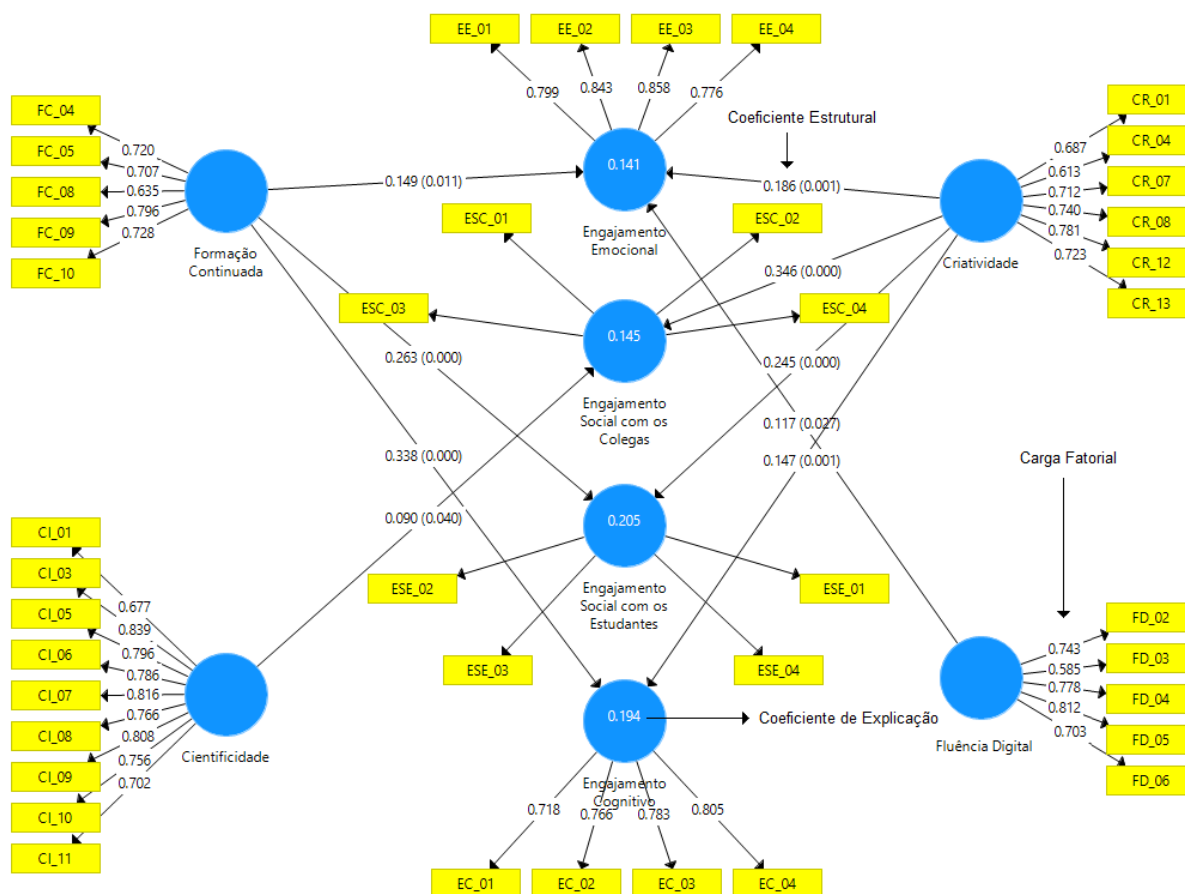 EE_01
EE_02
EE_03
EE_04
0.799
0.843
0.858
0.776
FC_04
FC_05
FC_08
FC_09
FC_10
0.720
0.707
0.635
0.796
0.728
Formação
Continuada
0.149 (0.011)
0.141
Engajamento
Emocional
Coeficiente Estrutural
0.186 (0.001)
CR_01
CR_04
CR_07
CR_08
CR_12
CR_13
0.687
0.613
0.712
0.740
0.781
0.723
Criatividade
ESC_01
ESC_02
ESC_03
ESC_04
0.145
Engajamento
Social com os
Colegas
0.346 (0.000)
0.263 (0.000)
0.245 (0.000)
0.338 (0.000)
0.117 (0.027)
0.147 (0.001)
0.090 (0.040)
Carga Fatorial
0.205
Engajamento
Social com os
Estudantes
ESE_02
ESE_01
ESE_03
ESE_04
CI_01
CI_03
CI_05
CI_06
CI_07
CI_08
CI_09
CI_10
CI_11
0.677
0.839
0.796
0.786
0.816
0.766
0.808
0.756
0.702
Cientificidade
0.194
Coeficiente de Explicação
Engajamento
Cognitivo
0.718
0.766
0.783
0.805
EC_01
EC_02
EC_03
EC_04
FD_02
FD_03
FD_04
FD_05
FD_06
0.743
0.585
0.778
0.812
0.703
Fluência Digital